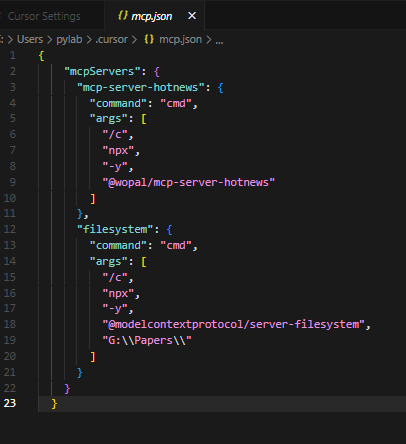 Cursor Settings
{} mcp.json ×
: > Users > pylab > .cursor > {} mcp.json > ...
1 {
2 "mcpServers": {
3 "mcp-server-hotnews": {
4 "command": "cmd",
5 "args": [
6 "/c",
7 "npx",
8 "-y",
9 "@wopal/mcp-server-hotnews"
10 ]
11 },
12 "filesystem": {
13 "command": "cmd",
14 "args": [
15 "/c",
16 "npx",
17 "-y",
18 "@modelcontextprotocol/server-filesystem",
19 "G:\\Papers\\"
20 ]
21 }
22 }
23 }